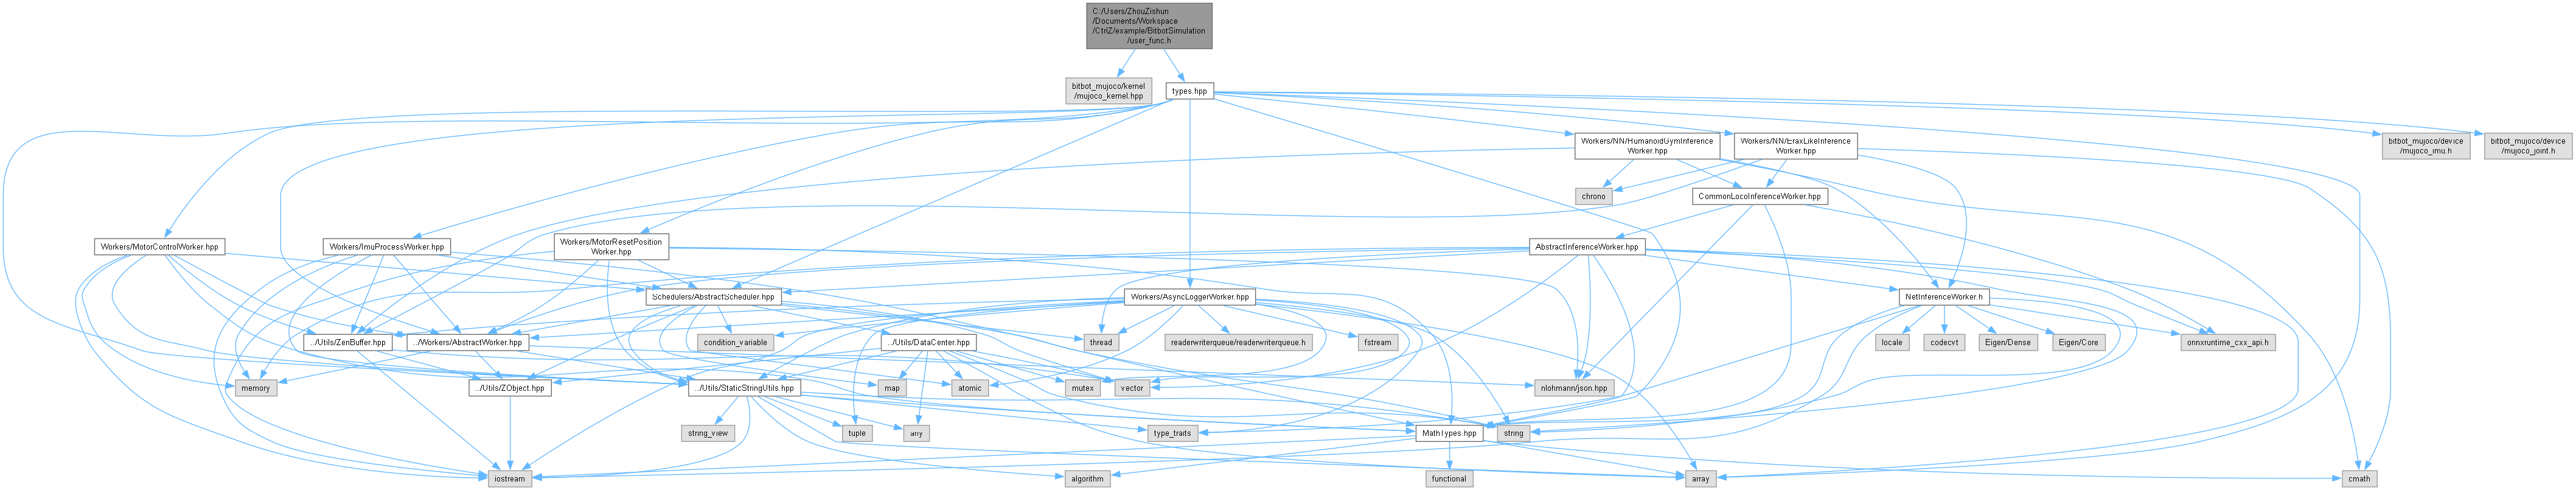 C:/Users/ZhouZishun
/Documents/Workspace
/CtrlZ/example/BitbotSimulation
/user_func.h
bitbot_mujoco/kernel
/mujoco_kernel.hpp
types.hpp
Workers/NN/HumanoidGymInference
Worker.hpp
Workers/NN/EraxLikeInference
Worker.hpp
bitbot_mujoco/device
/mujoco_imu.h
bitbot_mujoco/device
/mujoco_joint.h
chrono
CommonLocoInferenceWorker.hpp
Workers/MotorControlWorker.hpp
Workers/ImuProcessWorker.hpp
Workers/MotorResetPosition
Worker.hpp
AbstractInferenceWorker.hpp
Schedulers/AbstractScheduler.hpp
Workers/AsyncLoggerWorker.hpp
NetInferenceWorker.h
../Utils/ZenBuffer.hpp
../Workers/AbstractWorker.hpp
condition_variable
../Utils/DataCenter.hpp
thread
readerwriterqueue/readerwriterqueue.h
fstream
locale
codecvt
Eigen/Dense
Eigen/Core
onnxruntime_cxx_api.h
memory
../Utils/ZObject.hpp
../Utils/StaticStringUtils.hpp
map
atomic
mutex
vector
nlohmann/json.hpp
string_view
tuple
any
type_traits
MathTypes.hpp
string
iostream
algorithm
functional
array
cmath